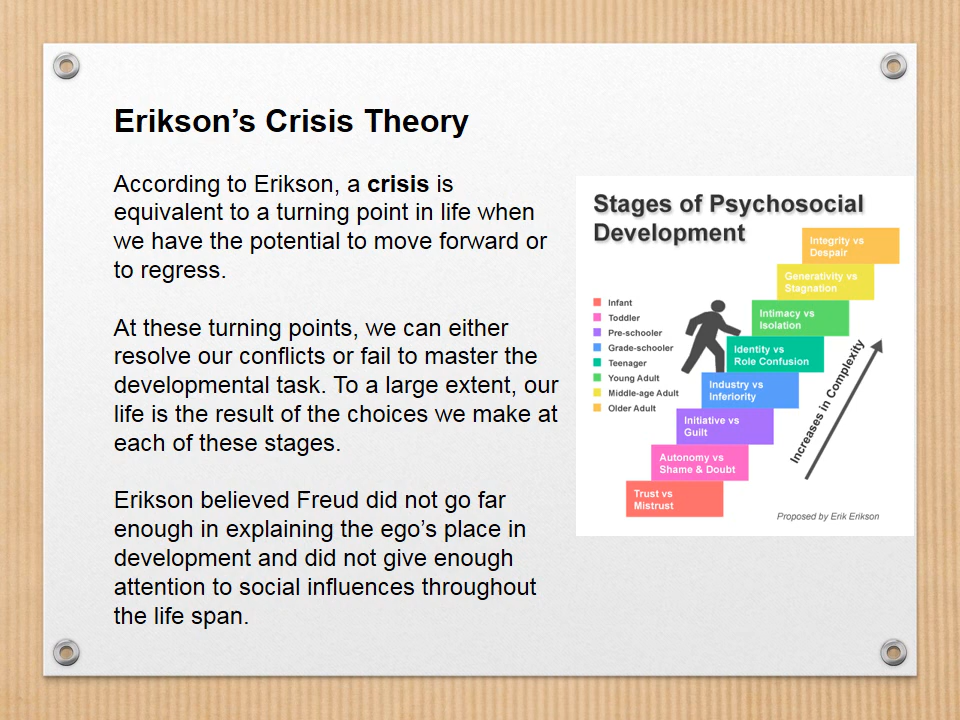 Erikson's Crisis Theory
According to Erikson, a crisis is
equivalent to a turning point in life when
we have the potential to move forward or
to regress.
At these turning points, we can either
resolve our conflicts or fail to master the
developmental task. To a large extent, our
life is the result of the choices we make at
each of these stages.
Erikson believed Freud did not go far
enough in explaining the ego's place in
development and did not give enough
attention to social influences throughout
the life span.
Stages of Psychosocial
Development
Infant
Toddler
Pre-schooler
Grade-schooler
Teenager
Young Adult
Middle-age Adult
Older Adult
Integrity vs
Despair
Generativity vs
Stagnation
Intimacy vs
Isolation
Identity vs
Role Confusion
Industry vs
Inferiority
Initiative vs
Guilt
Autonomy vs
Shame & Doubt
Trust vs
Mistrust
Increases in Complexity
Proposed by Erik Erikson